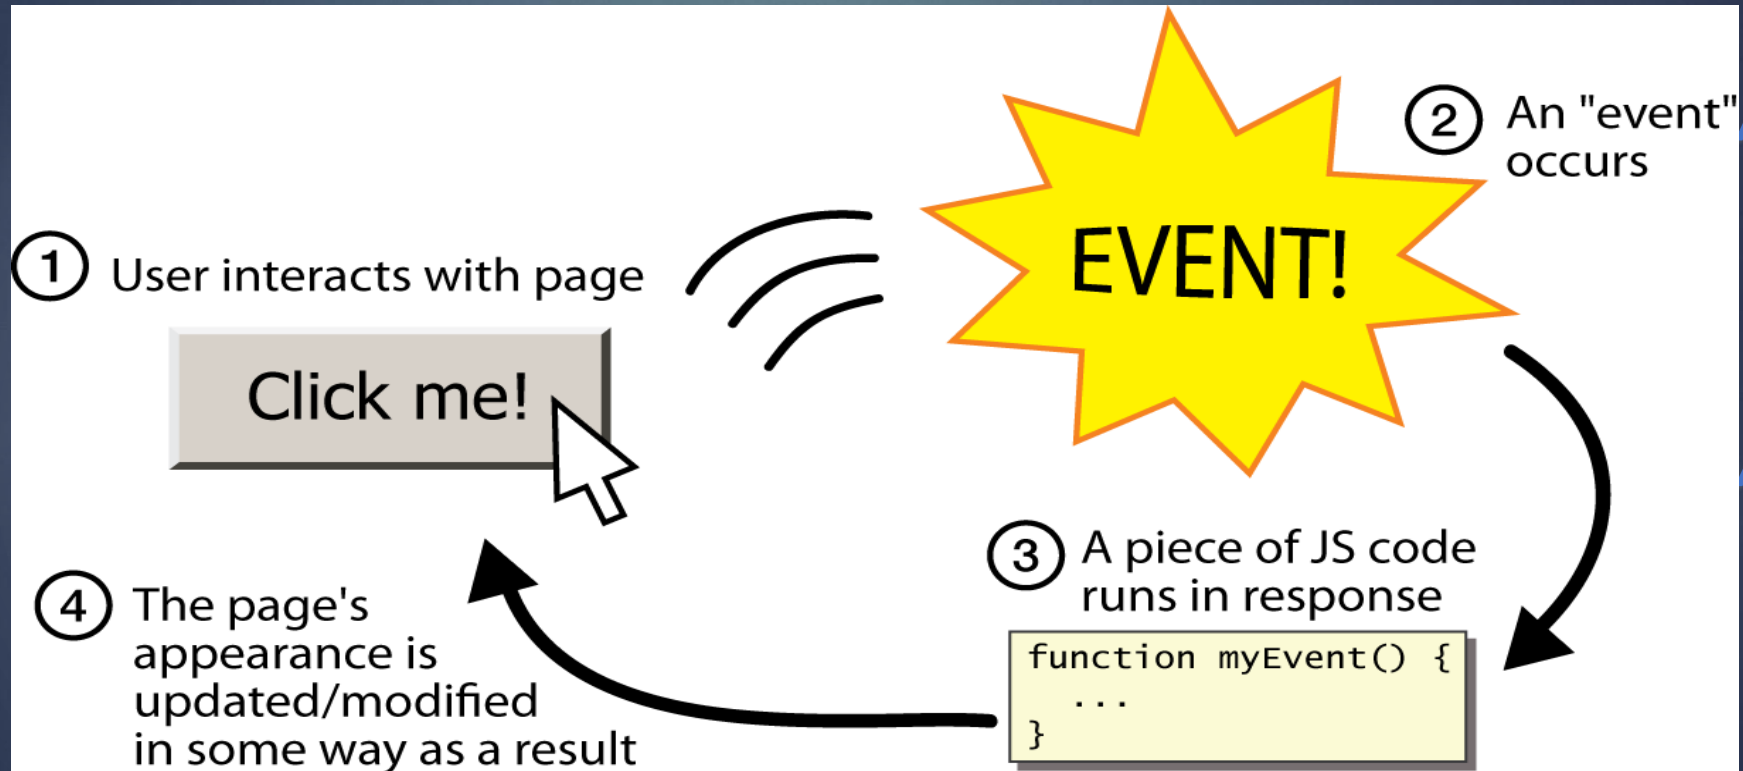 1 User interacts with page
Click me!
EVENT!
2 An "event"
occurs
3 A piece of JS code
runs in response
function myEvent() {
...
}
4 The page's
appearance is
updated/modified
in some way as a result